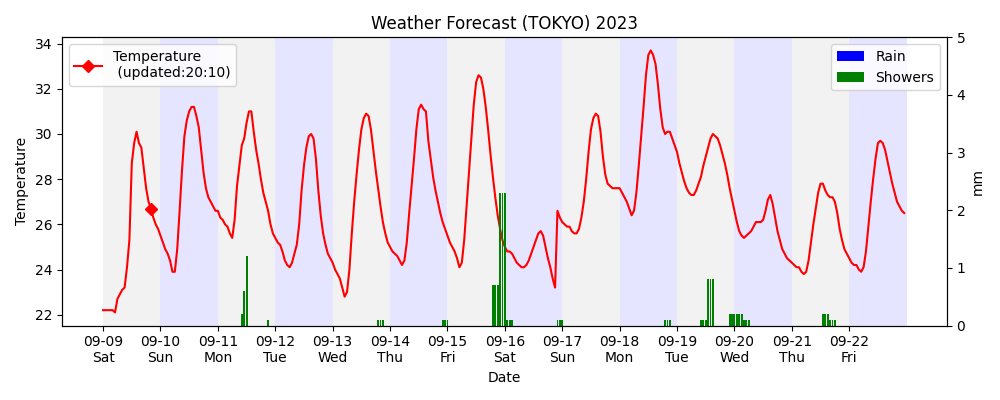 Weather Forecast (TOKYO) 2023
Temperature
(updated:20:10)
Rain
Showers
34
32
30
28
26
24
22
Temperature
5
4
3
2
1
0
mm
09-09 09-10 09-11 09-12 09-13 09-14 09-15 09-16 09-17 09-18 09-19 09-20 09-21 09-22
Sat Sun Mon Tue Wed Thu Fri Sat Sun Mon Tue Wed Thu Fri
Date